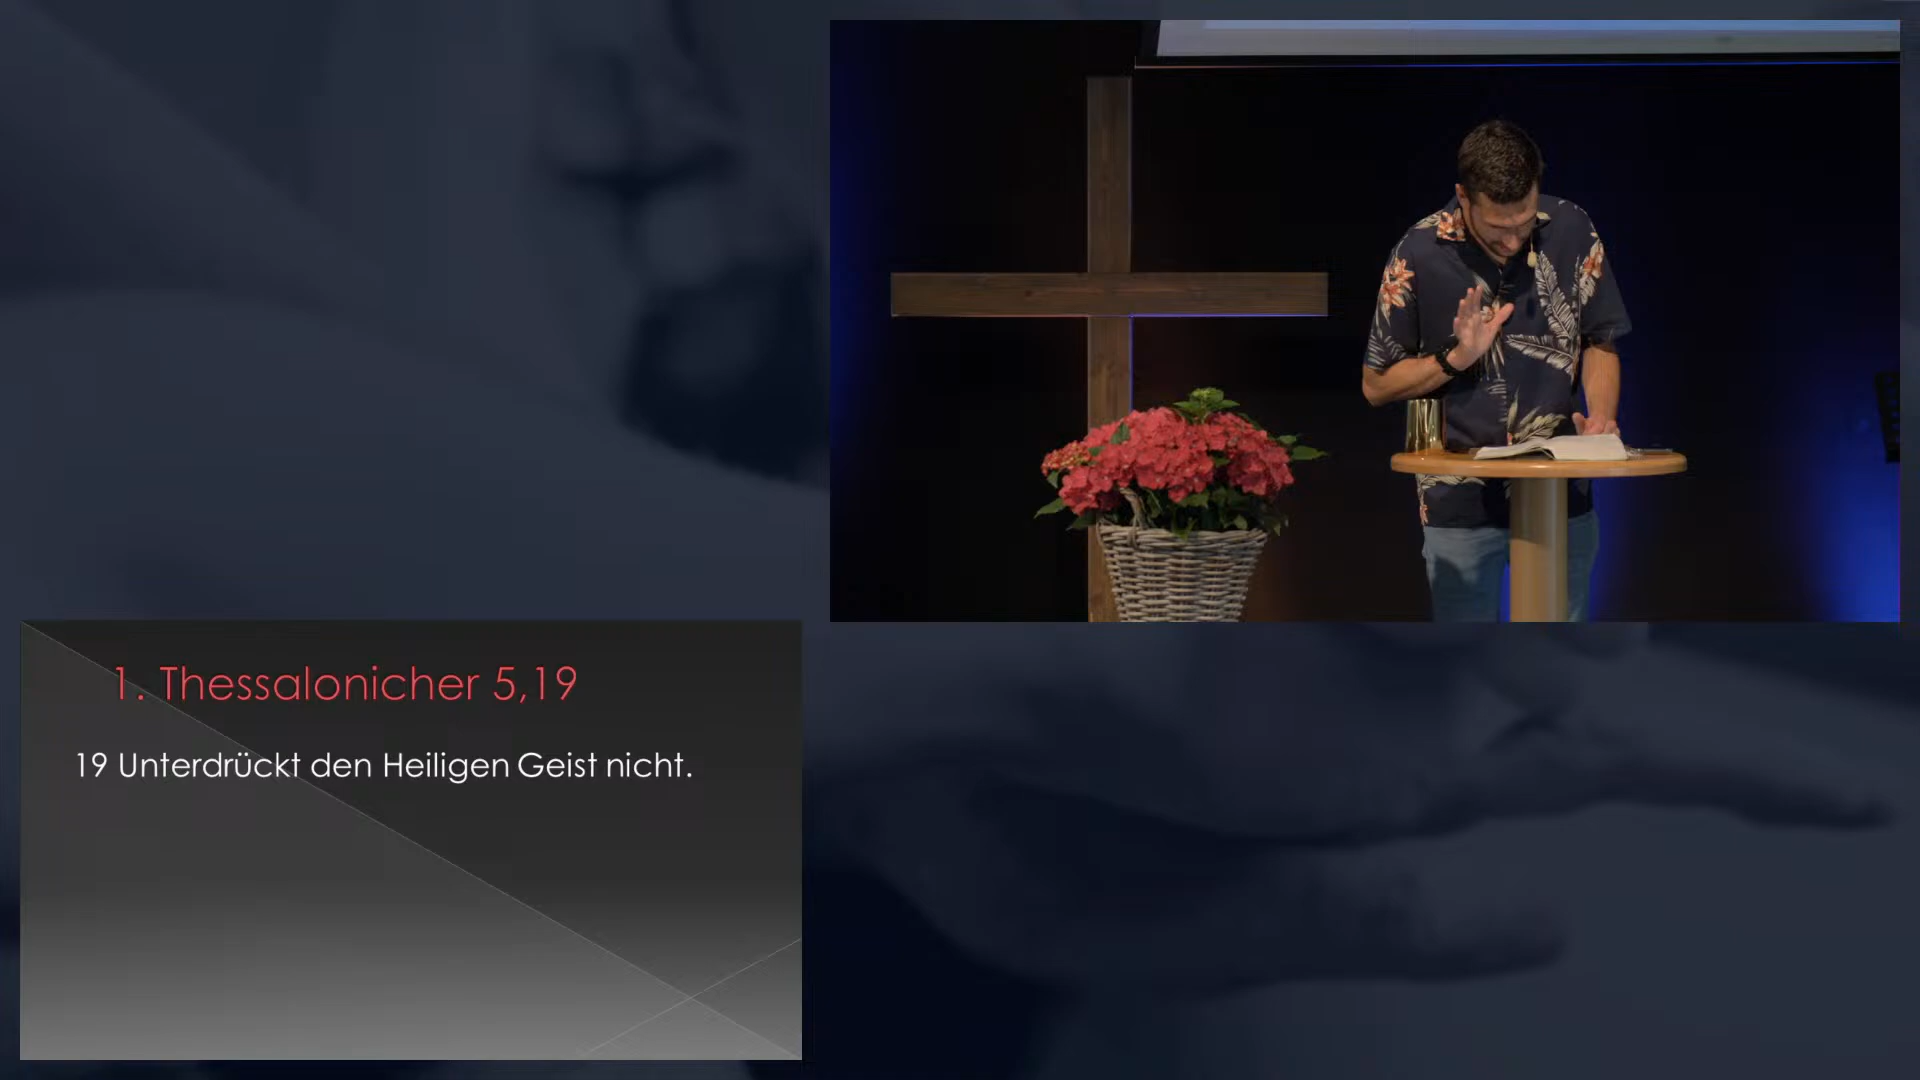 1. Thessalonicher 5,19
19 Unterdrückt den Heiligen Geist nicht.